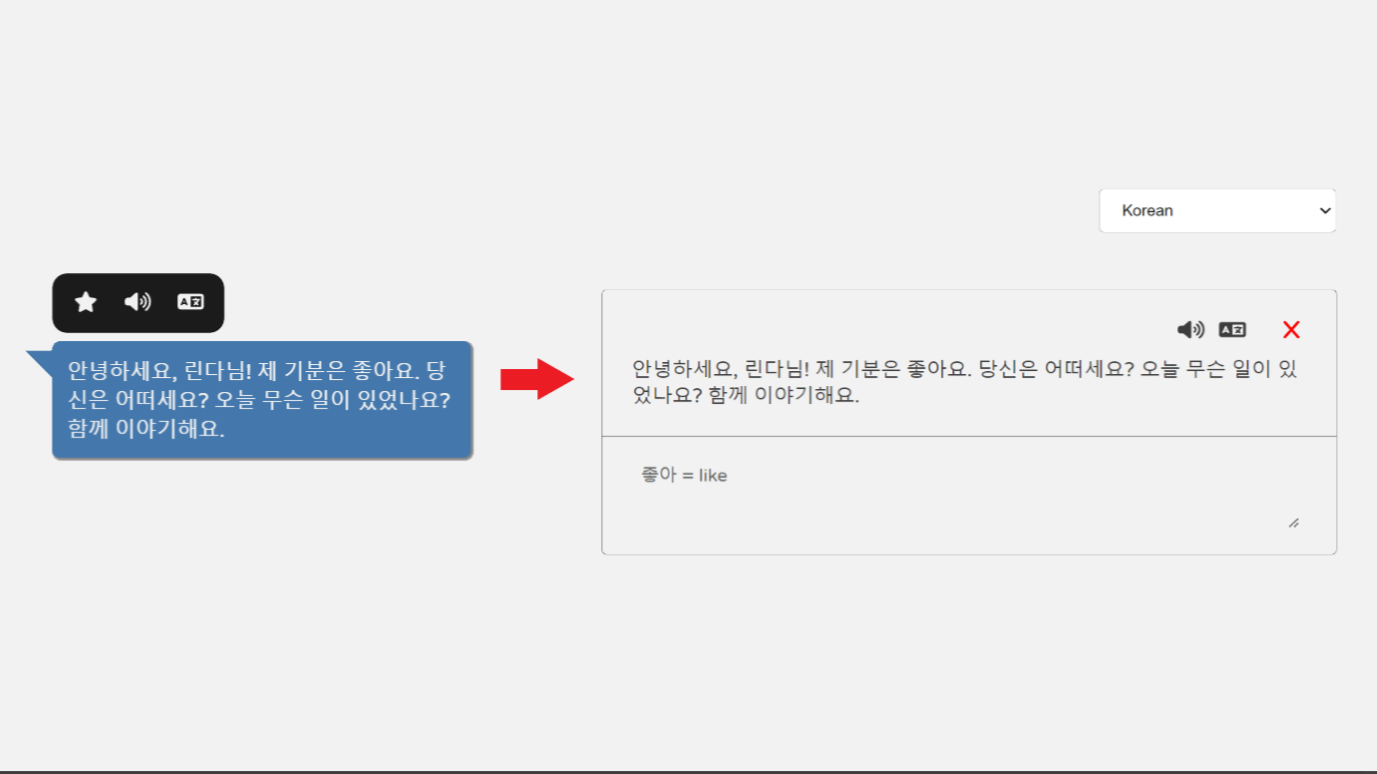 Korean
안녕하세요, 린다님! 제 기분은 좋아요. 당
신은 어떠세요? 오늘 무슨 일이 있었나요?
함께 이야기해요.
안녕하세요, 린다님! 제 기분은 좋아요. 당신은 어떠세요? 오늘 무슨 일이 있
었나요? 함께 이야기해요.
좋아 = like